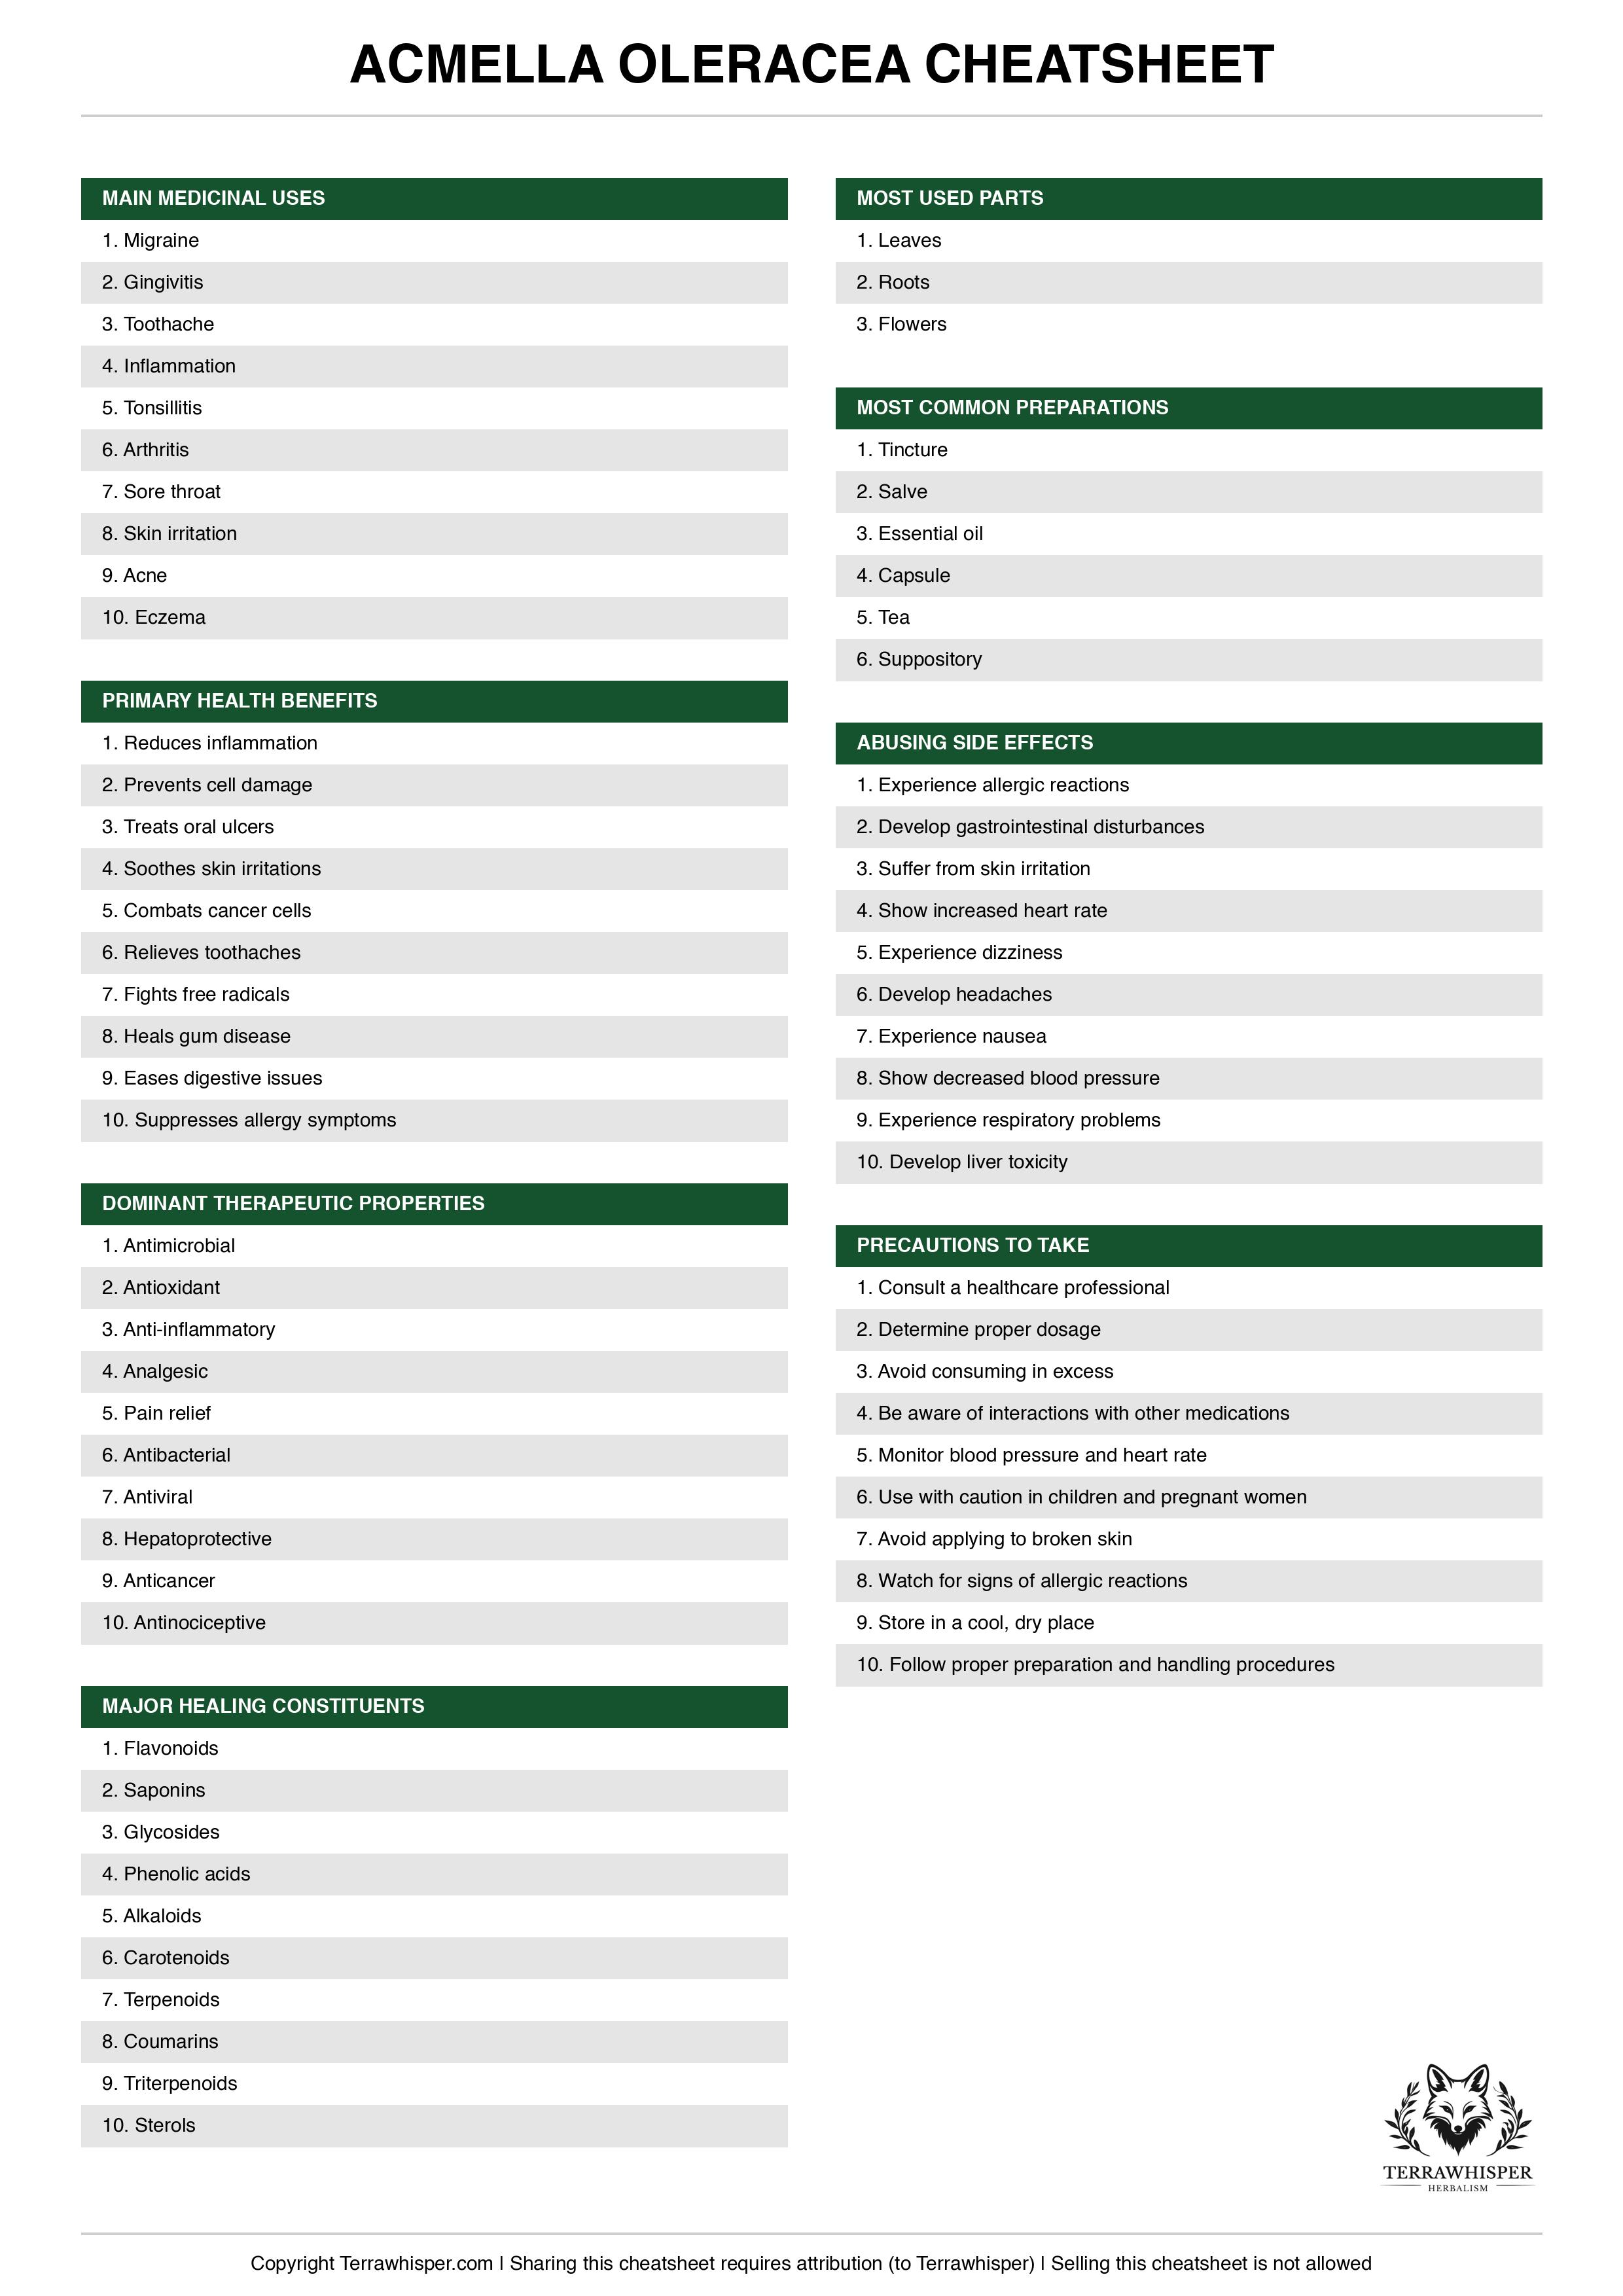 ACMELLA OLERACEA CHEATSHEET
MAIN MEDICINAL USES
1. Migraine
2. Gingivitis
3. Toothache
4. Inflammation
5. Tonsillitis
6. Arthritis
7. Sore throat
8. Skin irritation
9. Acne
10. Eczema
PRIMARY HEALTH BENEFITS
1. Reduces inflammation
2. Prevents cell damage
3. Treats oral ulcers
4. Soothes skin irritations
5. Combats cancer cells
6. Relieves toothaches
7. Fights free radicals
8. Heals gum disease
9. Eases digestive issues
10. Suppresses allergy symptoms
DOMINANT THERAPEUTIC PROPERTIES
1. Antimicrobial
2. Antioxidant
3. Anti-inflammatory
4. Analgesic
5. Pain relief
6. Antibacterial
7. Antiviral
8. Hepatoprotective
9. Anticancer
10. Antinociceptive
MAJOR HEALING CONSTITUENTS
1. Flavonoids
2. Saponins
3. Glycosides
4. Phenolic acids
5. Alkaloids
6. Carotenoids
7. Terpenoids
8. Coumarins
9. Triterpenoids
10. Sterols
MOST USED PARTS
1. Leaves
2. Roots
3. Flowers
MOST COMMON PREPARATIONS
1. Tincture
2. Salve
3. Essential oil
4. Capsule
5. Tea
6. Suppository
ABUSING SIDE EFFECTS
1. Experience allergic reactions
2. Develop gastrointestinal disturbances
3. Suffer from skin irritation
4. Show increased heart rate
5. Experience dizziness
6. Develop headaches
7. Experience nausea
8. Show decreased blood pressure
9. Experience respiratory problems
10. Develop liver toxicity
PRECAUTIONS TO TAKE
1. Consult a healthcare professional
2. Determine proper dosage
3. Avoid consuming in excess
4. Be aware of interactions with other medications
5. Monitor blood pressure and heart rate
6. Use with caution in children and pregnant women
7. Avoid applying to broken skin
8. Watch for signs of allergic reactions
9. Store in a cool, dry place
10. Follow proper preparation and handling procedures
TERRAWHISPER
HERBALISM
Copyright Terrawhisper.com | Sharing this cheatsheet requires attribution (to Terrawhisper) | Selling this cheatsheet is not allowed